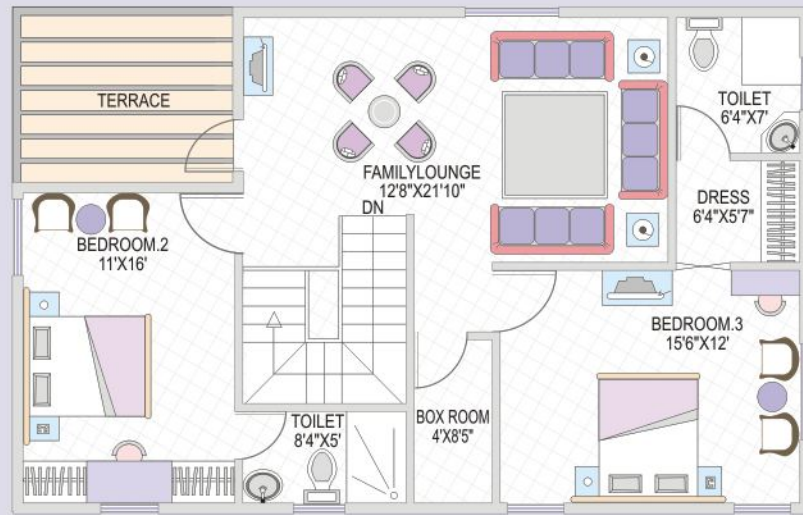 TERRACE
TOILET
6'4"X7'
FAMILYLOUNGE
12'8"X21'10"
DN
DRESS
6'4"X5'7"
BEDROOM.2
11'X16'
BEDROOM.3
15'6"X12'
TOILET
8'4"X5'
BOX ROOM
4'X8'5"